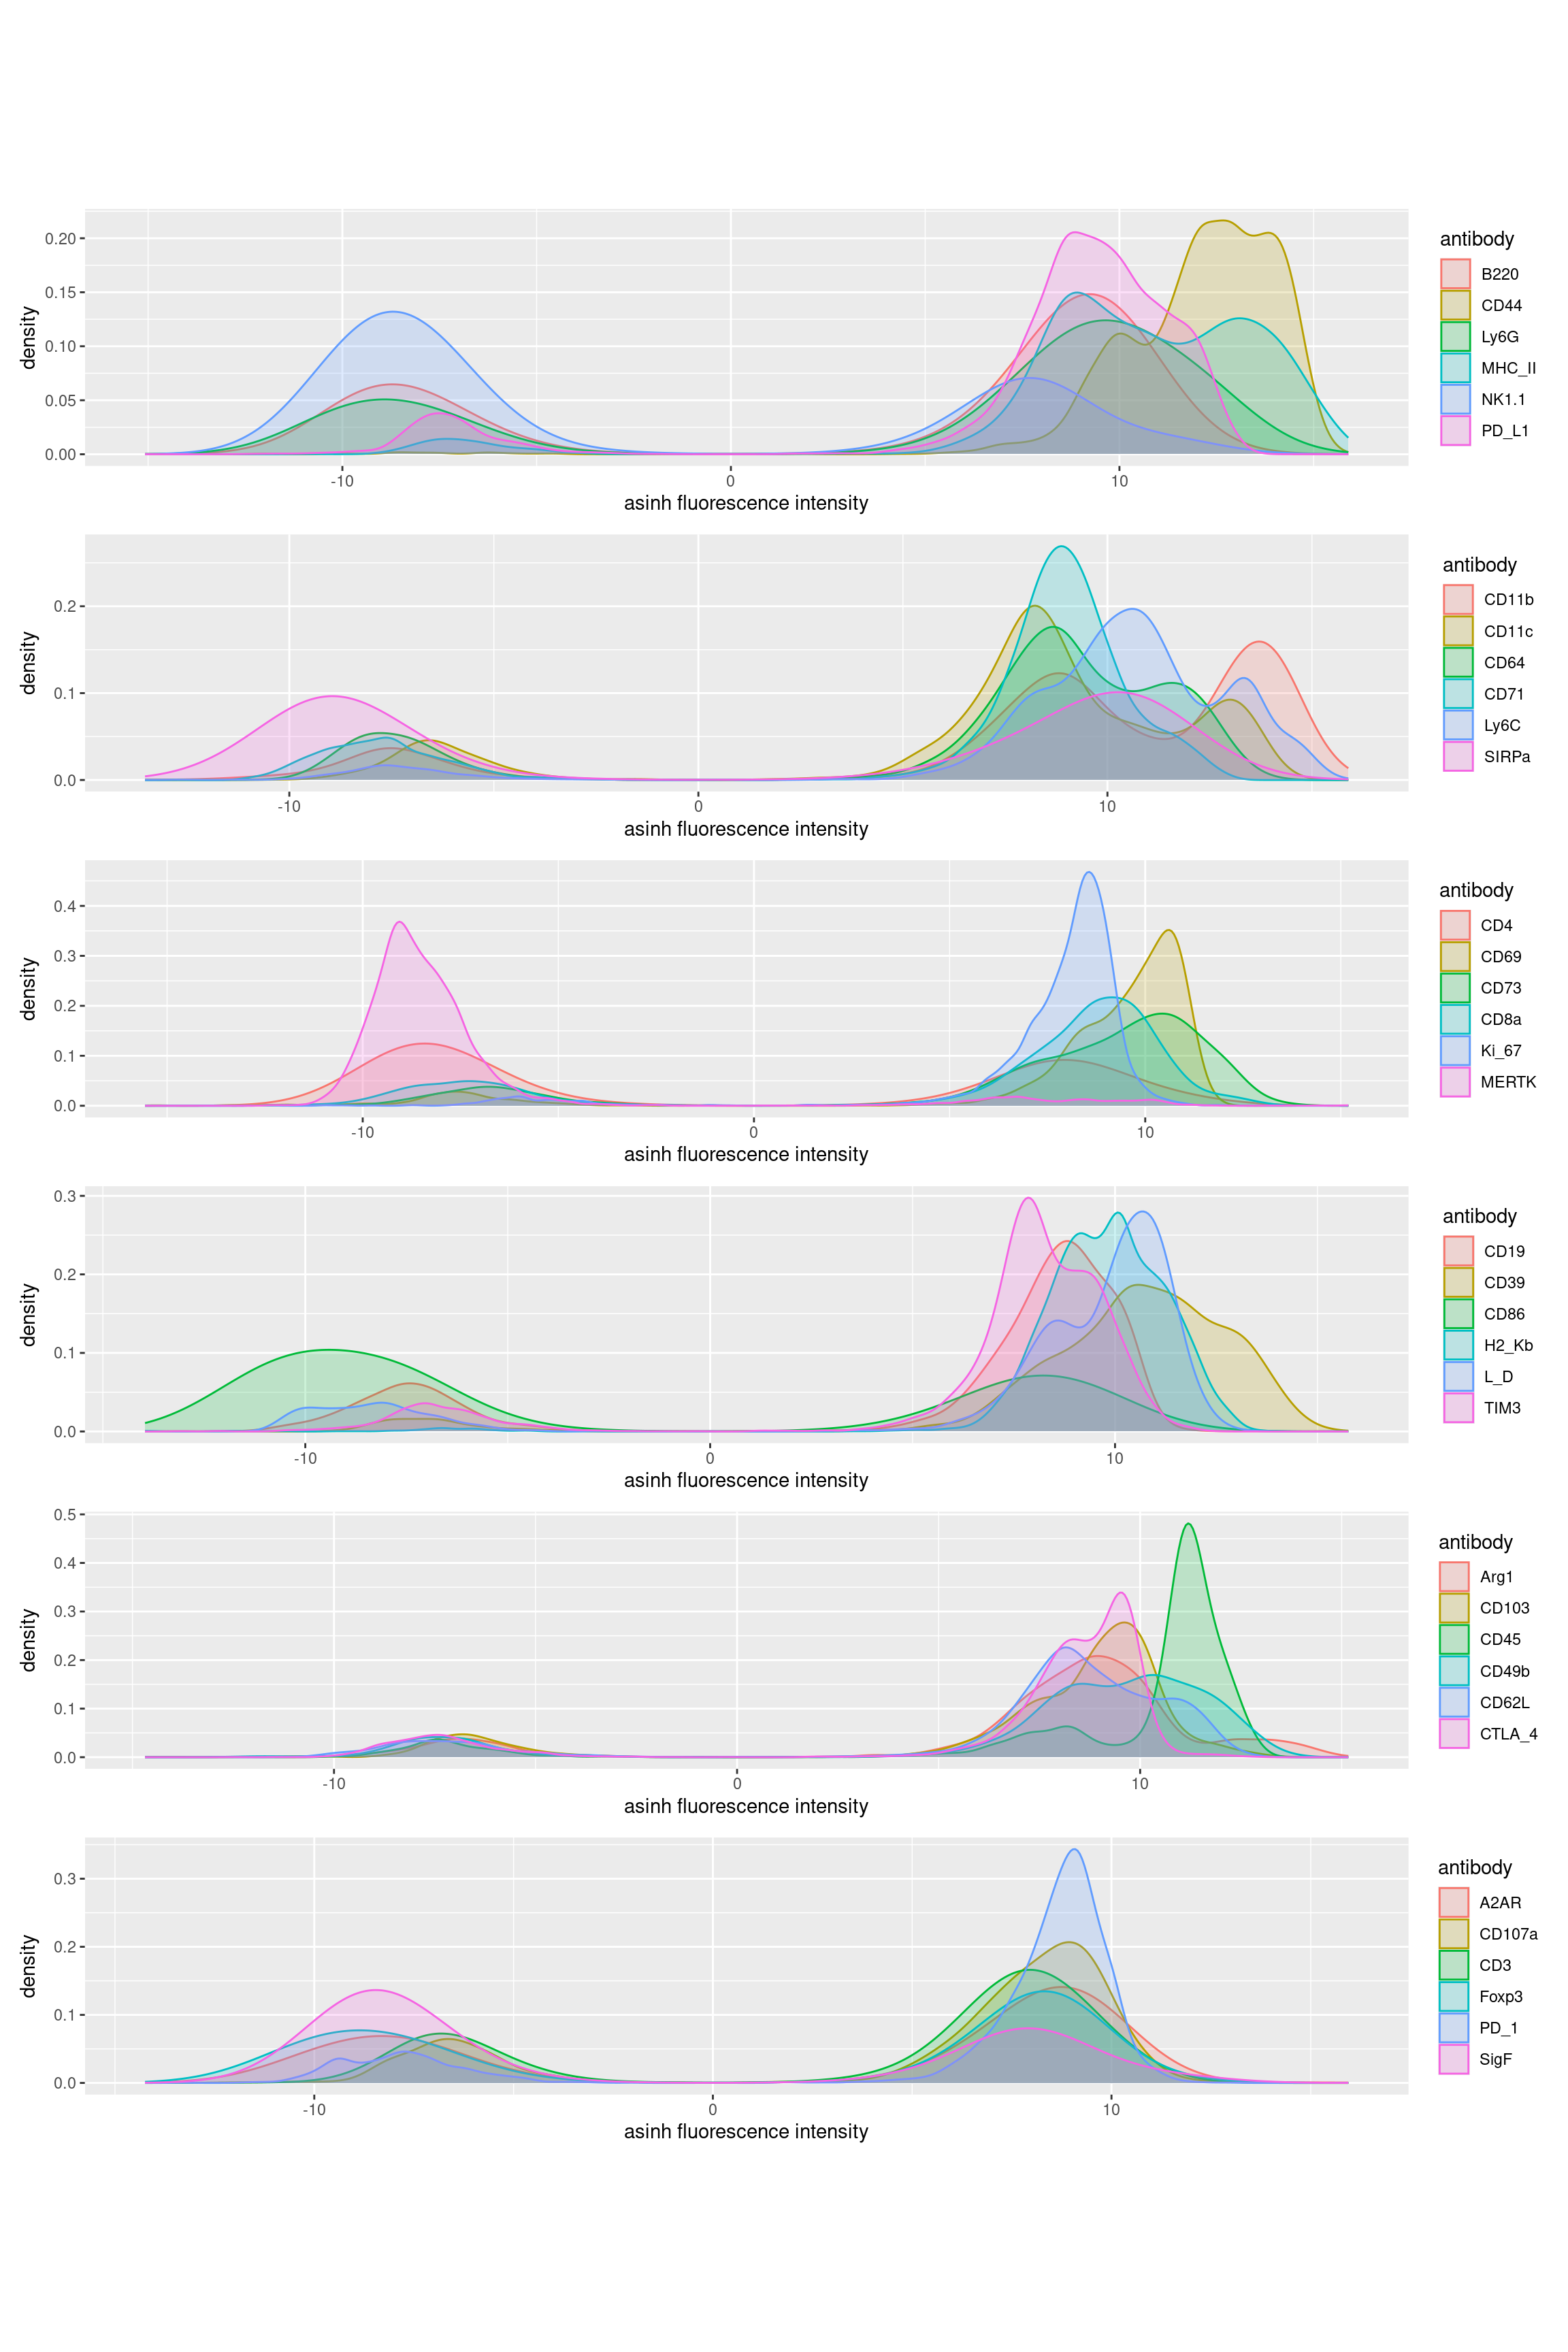 density
0.20
0.15
0.10
0.05
0.00
-10 0 10
asinh fluorescence intensity
antibody
B220
CD44
Ly6G
MHC_II
NK1.1
PD_L1
density
0.2
0.1
0.0
-10 0 10
asinh fluorescence intensity
antibody
CD11b
CD11c
CD64
CD71
Ly6C
SIRPa
density
0.4
0.3
0.2
0.1
0.0
-10 0 10
asinh fluorescence intensity
antibody
CD4
CD69
CD73
CD8a
Ki_67
MERTK
density
0.3
0.2
0.1
0.0
-10 0 10
asinh fluorescence intensity
antibody
CD19
CD39
CD86
H2_Kb
L_D
TIM3
density
0.5
0.4
0.3
0.2
0.1
0.0
-10 0 10
asinh fluorescence intensity
antibody
Arg1
CD103
CD45
CD49b
CD62L
CTLA_4
density
0.3
0.2
0.1
0.0
-10 0 10
asinh fluorescence intensity
antibody
A2AR
CD107a
CD3
Foxp3
PD_1
SigF